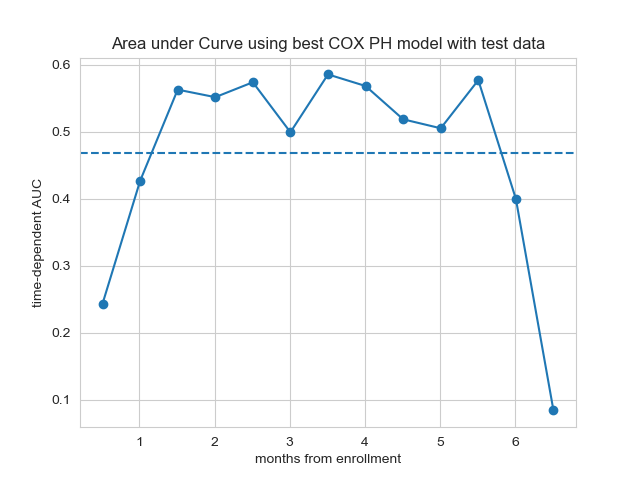 Area under Curve using best COX PH model with test data
0.6
0.5
0.4
0.3
0.2
0.1
time-dependent AUC
1 2 3 4 5 6
months from enrollment